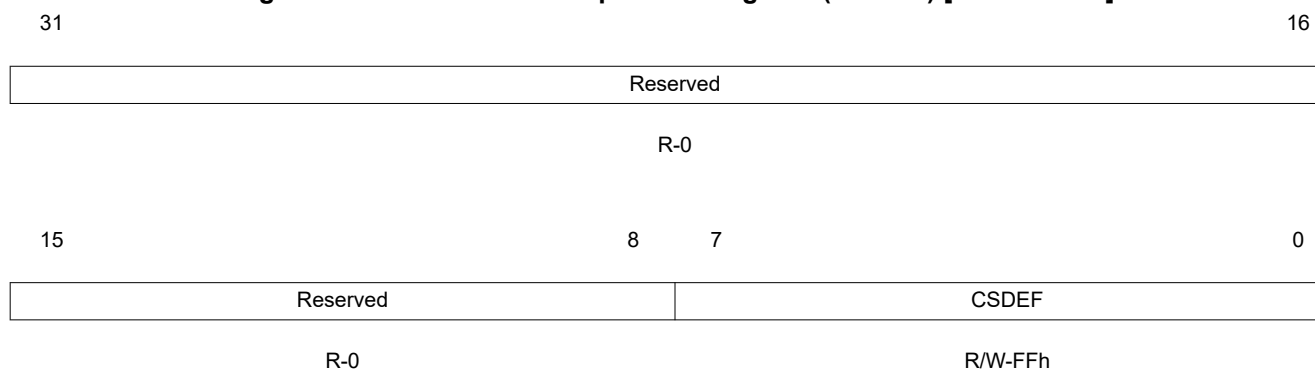 31 16
Reserved
R-0
15 8 7 0
Reserved CSDEF
R-0 R/W-FFh